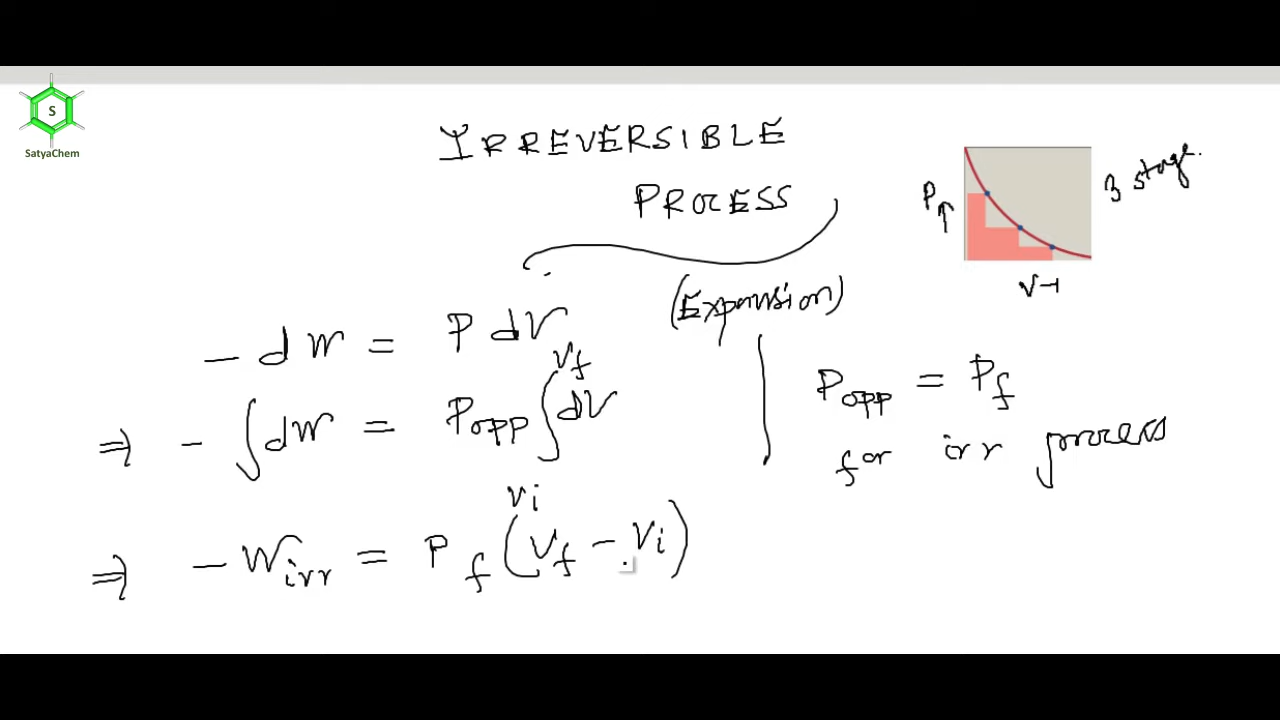 S
SatyaChem
IRREVERSIBLE
PROCESS
P↑
3 stage.
V→
(Expansion)
- dW = P dV
⇒ - ∫dW = Popp ∫ dV
Vf
Vi
Popp = Pf
for irr process
⇒ - Wirr = Pf (Vf - Vi)